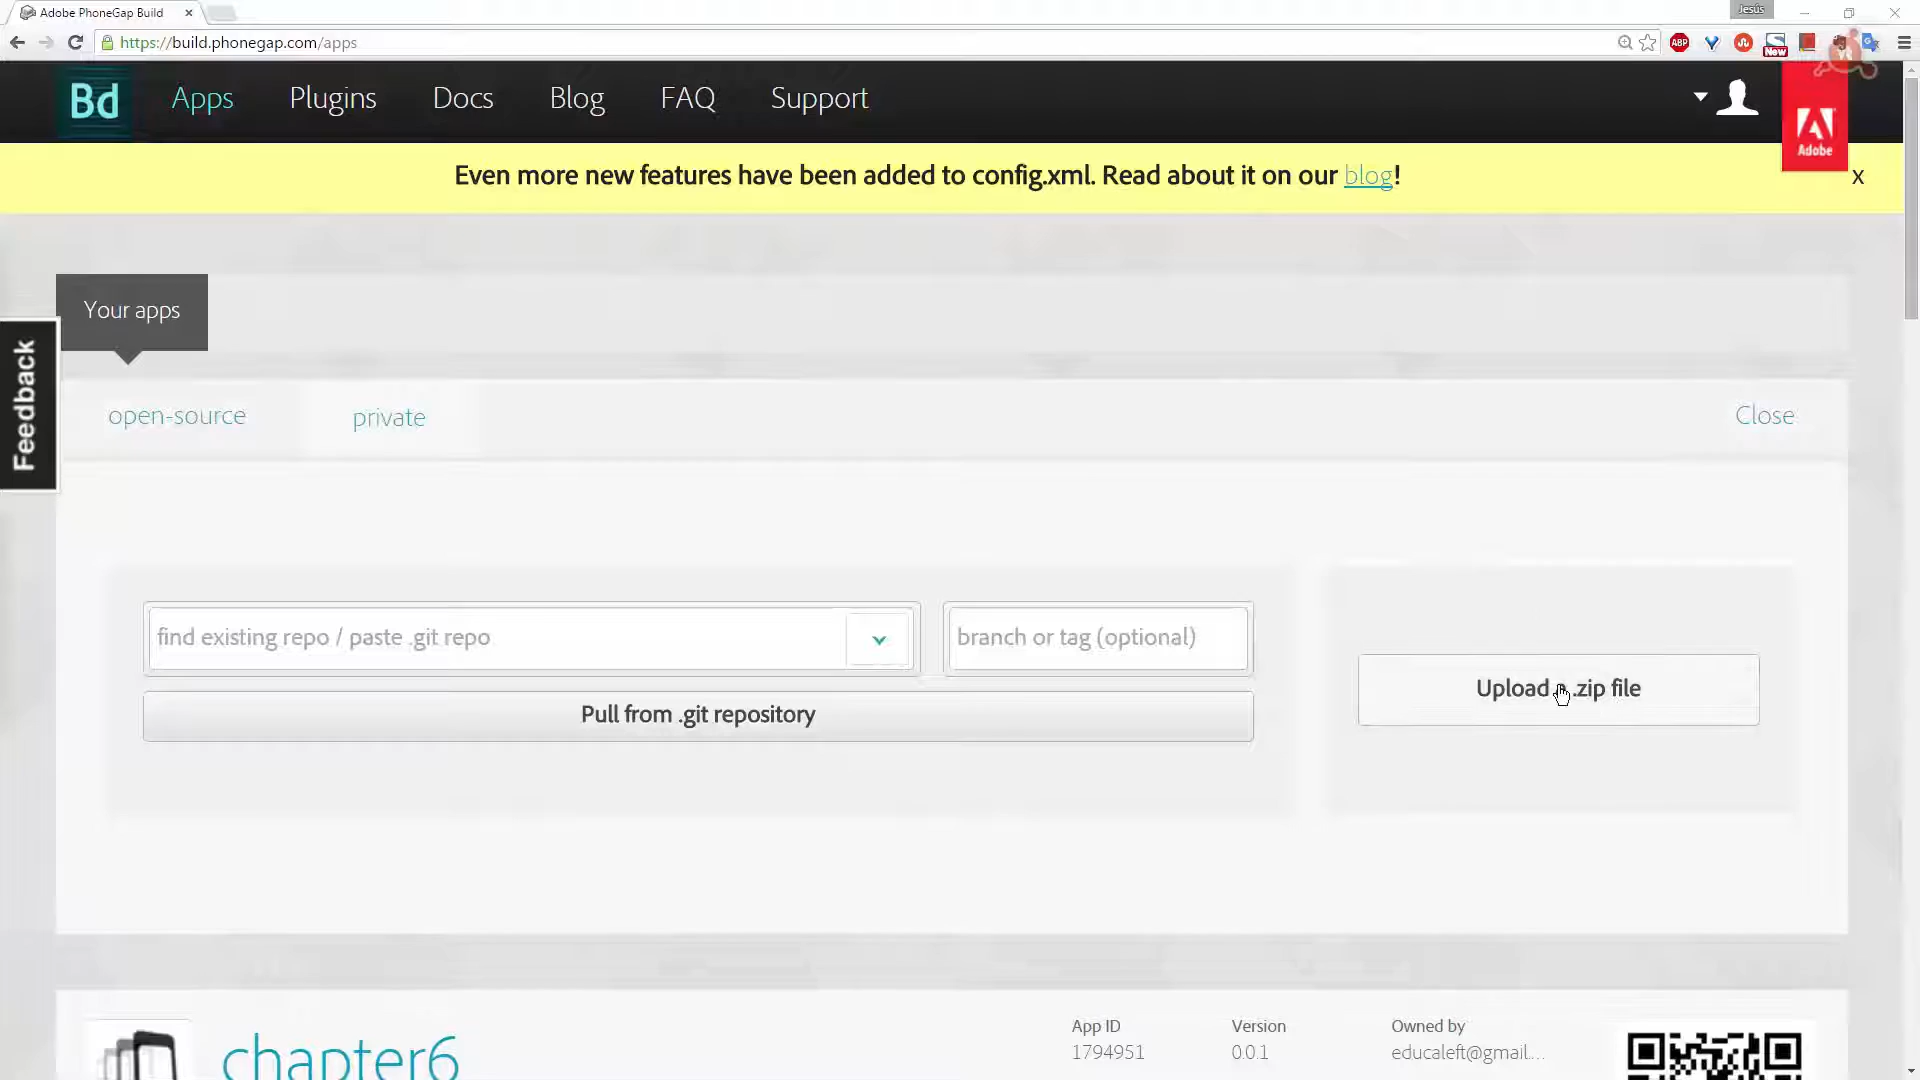 Adobe PhoneGap Build
Jesús
https://build.phonegap.com/apps
ABP
New
Bd
Apps
Plugins
Docs
Blog
FAQ
Support
Adobe
Even more new features have been added to config.xml. Read about it on our blog!
x
Your apps
Feedback
open-source
private
Close
find existing repo / paste .git repo
branch or tag (optional)
Upload .zip file
Pull from .git repository
chapter6
App ID
1794951
Version
0.0.1
Owned by
educaleft@gmail...